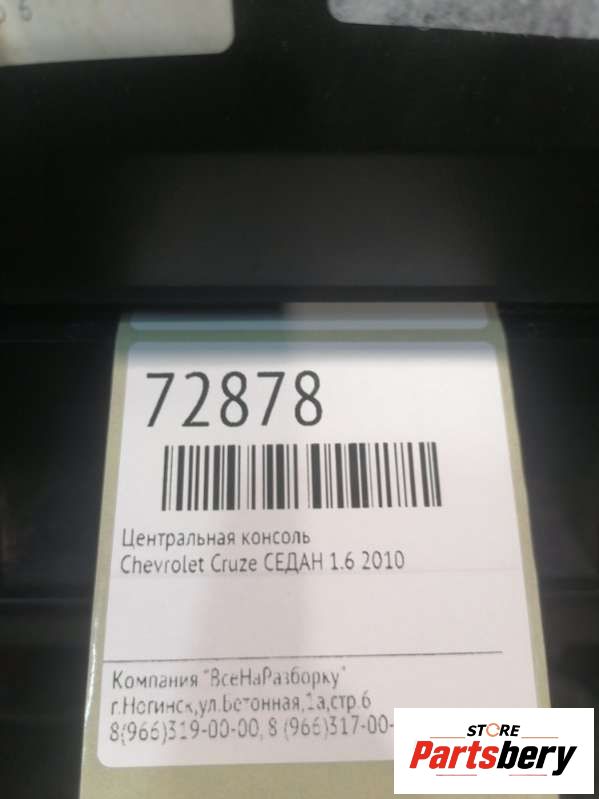 6
72878
Центральная консоль
Chevrolet Cruze СЕДАН 1.6 2010
Компания "ВсеНаРазборку"
г.Ногинск,ул.Бетонная,1а,стр.6
8(966)319-00-00, 8 (966)317-00-
STORE
Partsbery